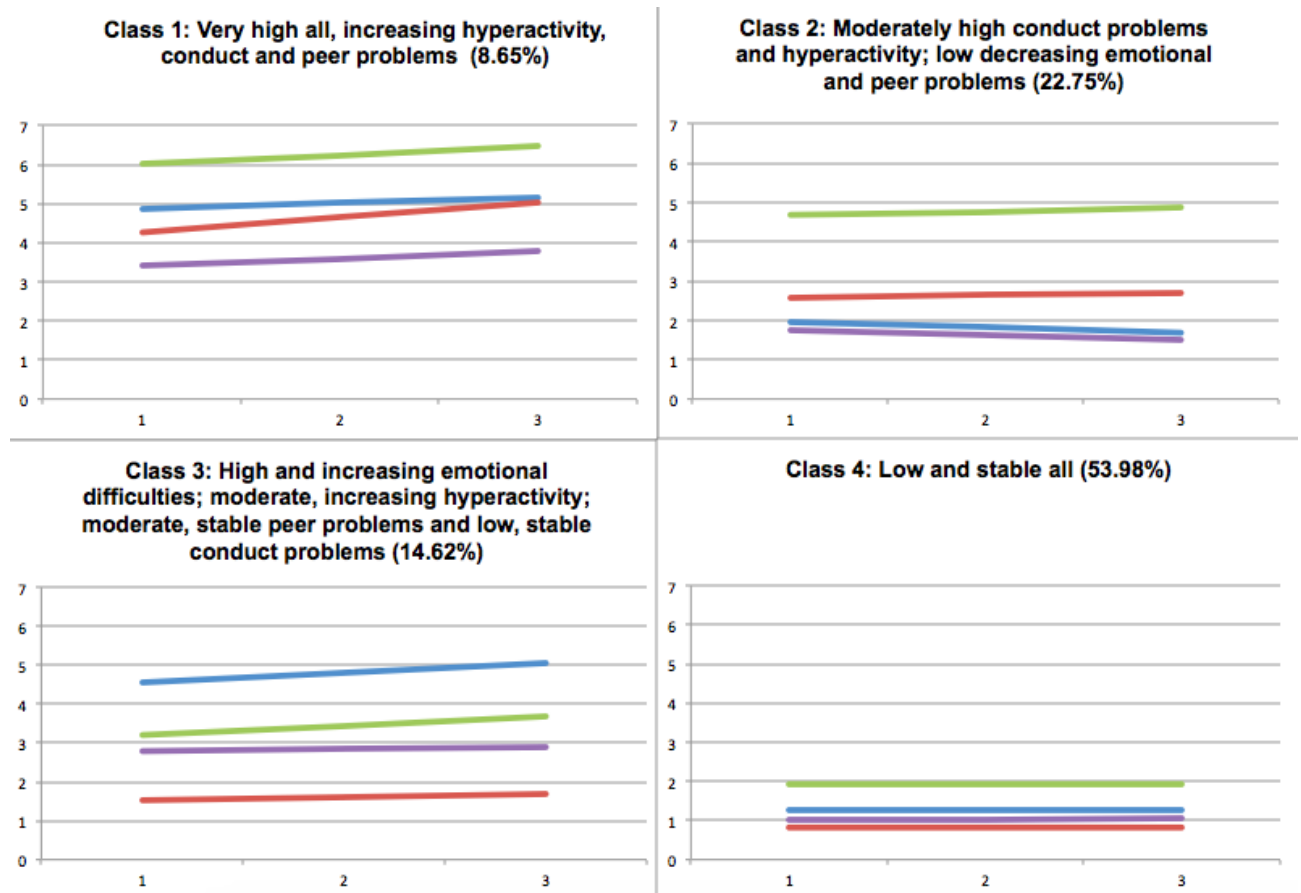 Class 1: Very high all, increasing hyperactivity,
conduct and peer problems (8.65%)
7
6
5
4
3
2
1
0
1 2 3
Class 2: Moderately high conduct problems
and hyperactivity; low decreasing emotional
and peer problems (22.75%)
7
6
5
4
3
2
1
0
1 2 3
Class 3: High and increasing emotional
difficulties; moderate, increasing hyperactivity;
moderate, stable peer problems and low, stable
conduct problems (14.62%)
7
6
5
4
3
2
1
0
1 2 3
Class 4: Low and stable all (53.98%)
7
6
5
4
3
2
1
0
1 2 3